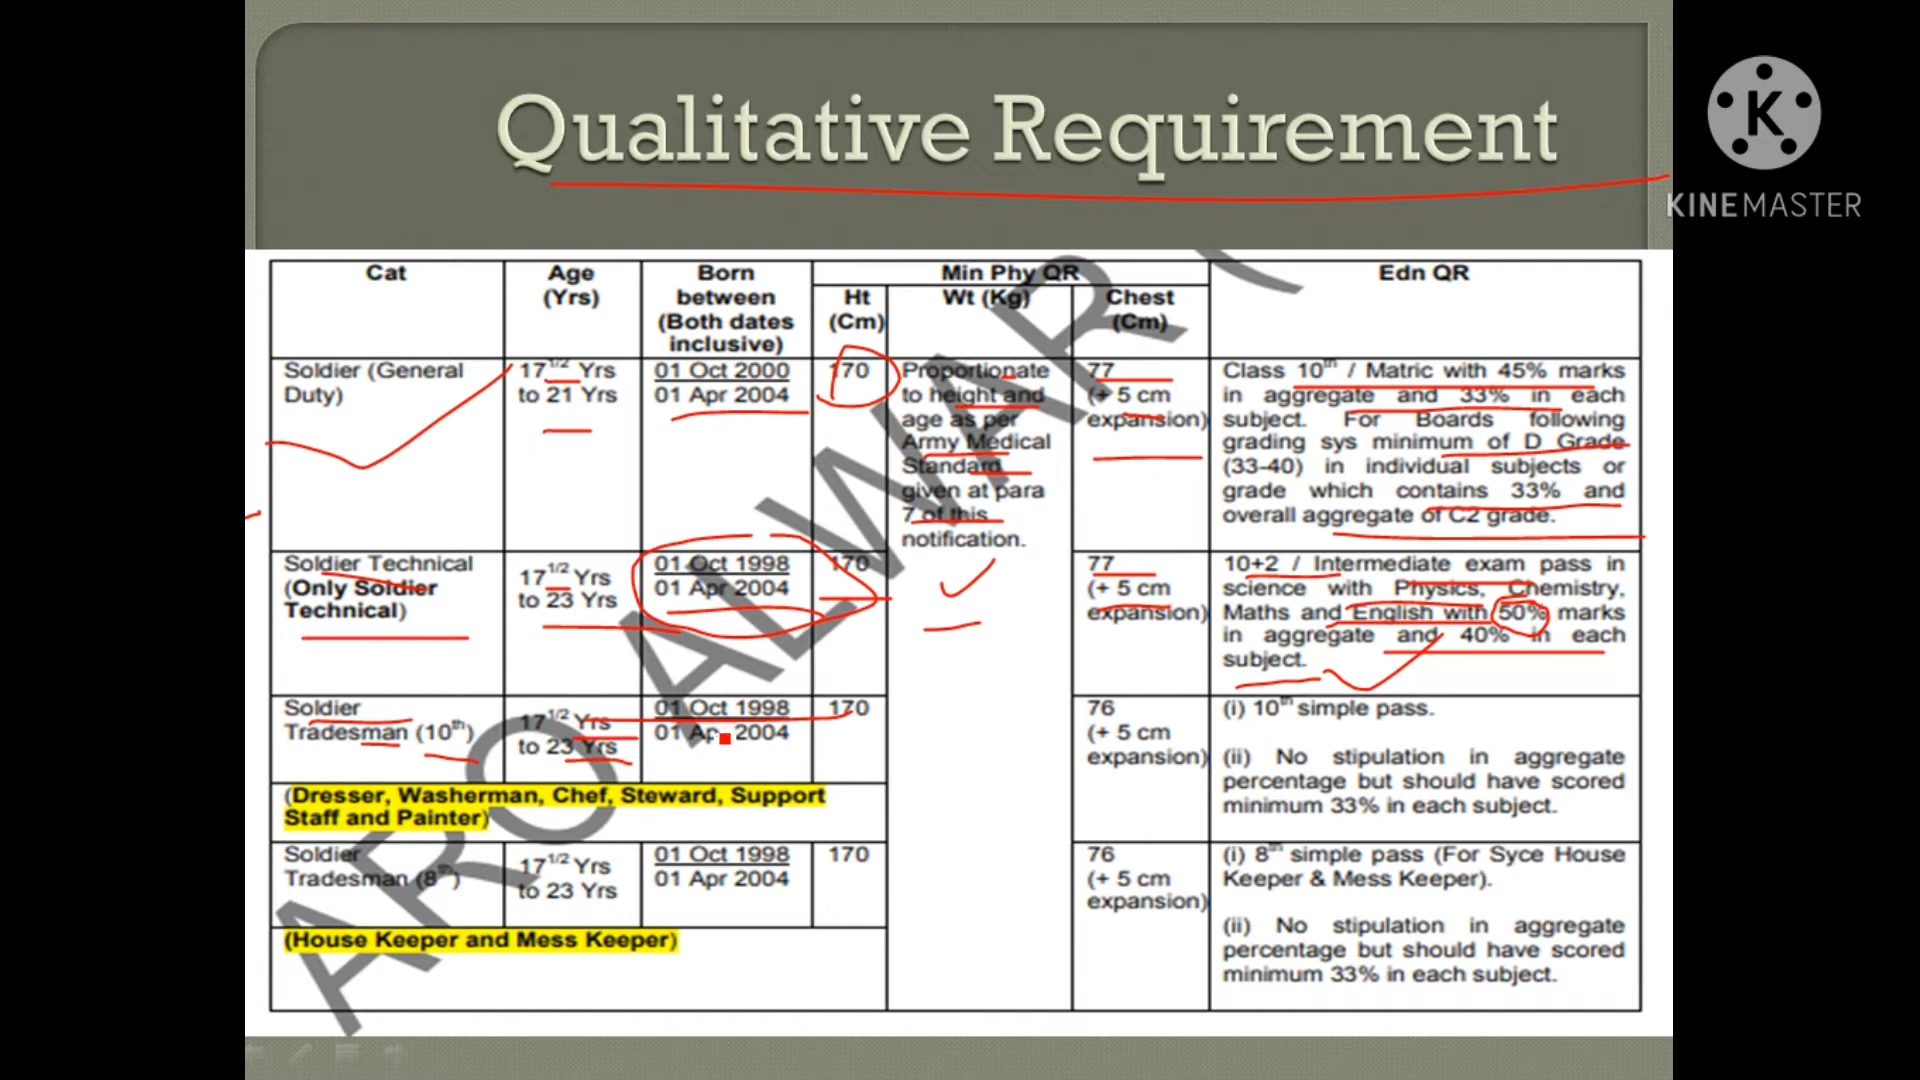 Qualitative Requirement
K
KINEMASTER
Cat
Age
(Yrs)
Born
between
(Both dates
inclusive)
Min Phy QR
Ht
(Cm)
Wt (Kg)
Chest
(Cm)
Edn QR
Soldier (General
Duty)
17 1/2 Yrs
to 21 Yrs
01 Oct 2000
01 Apr 2004
170
Proportionate
to height and
age as per
Army Medical
Standard
given at para
7 of this
notification.
77
(+ 5 cm
expansion)
Class 10th / Matric with 45% marks
in aggregate and 33% in each
subject. For Boards following
grading sys minimum of D Grade
(33-40) in individual subjects or
grade which contains 33% and
overall aggregate of C2 grade.
Soldier Technical
(Only Soldier
Technical)
17 1/2 Yrs
to 23 Yrs
01 Oct 1998
01 Apr 2004
170
77
(+ 5 cm
expansion)
10+2 / Intermediate exam pass in
science with Physics, Chemistry,
Maths and English with 50% marks
in aggregate and 40% in each
subject.
Soldier
Tradesman (10th)
17 1/2 Yrs
to 23 Yrs
01 Oct 1998
01 Apr 2004
170
76
(+ 5 cm
expansion)
(i) 10th simple pass.
(ii) No stipulation in aggregate
percentage but should have scored
minimum 33% in each subject.
(Dresser, Washerman, Chef, Steward, Support
Staff and Painter)
Soldier
Tradesman (8th)
17 1/2 Yrs
to 23 Yrs
01 Oct 1998
01 Apr 2004
170
76
(+ 5 cm
expansion)
(i) 8th simple pass (For Syce House
Keeper & Mess Keeper).
(ii) No stipulation in aggregate
percentage but should have scored
minimum 33% in each subject.
(House Keeper and Mess Keeper)
ARO ALWAR (